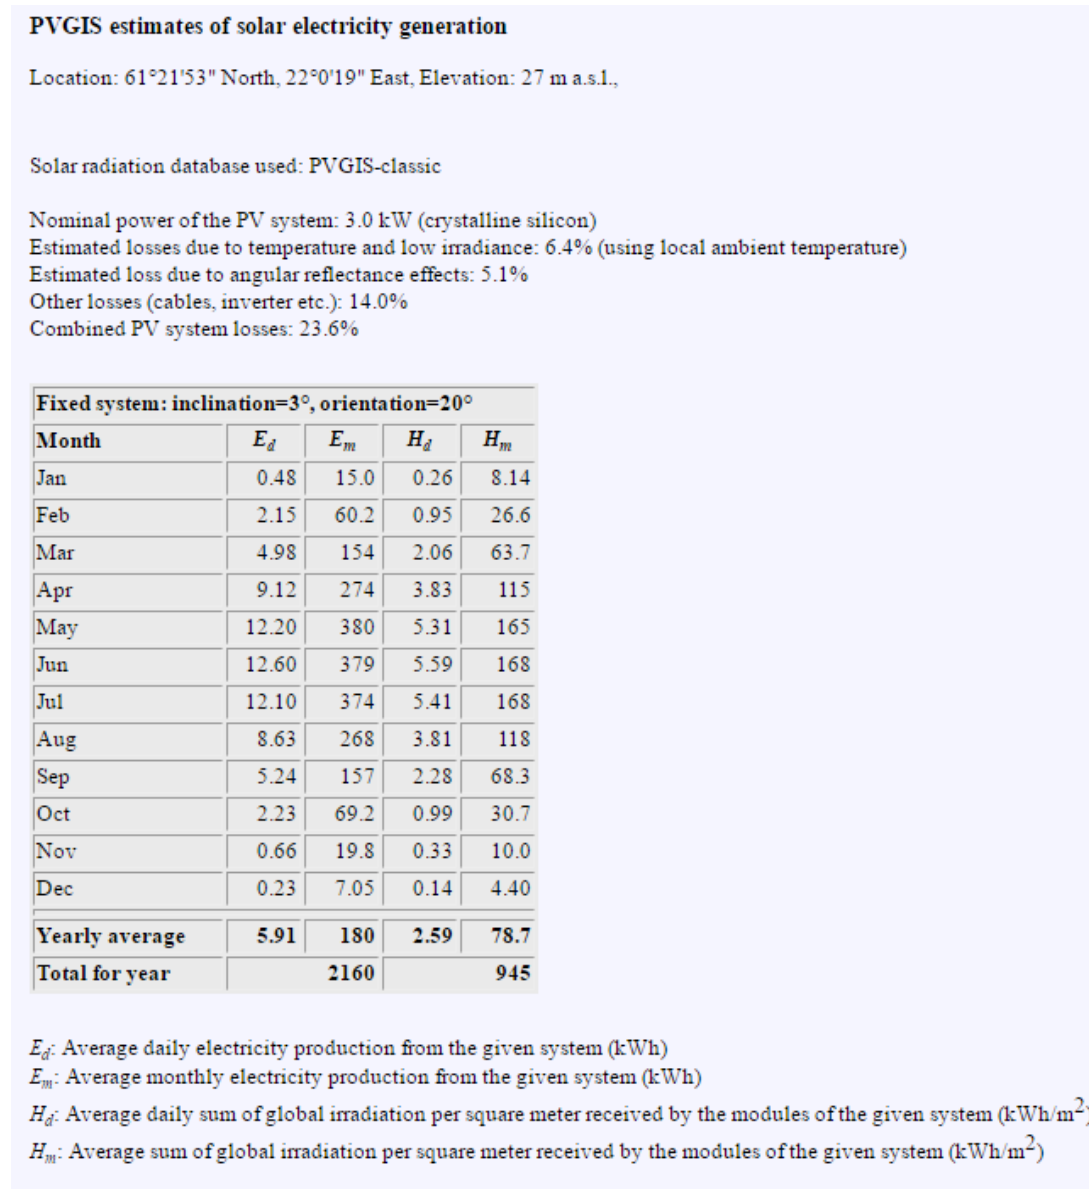 PVGIS estimates of solar electricity generation
Location: 61°21'53" North, 22°0'19" East, Elevation: 27 m a.s.l.,
Solar radiation database used: PVGIS-classic
Nominal power of the PV system: 3.0 kW (crystalline silicon)
Estimated losses due to temperature and low irradiance: 6.4% (using local ambient temperature)
Estimated loss due to angular reflectance effects: 5.1%
Other losses (cables, inverter etc.): 14.0%
Combined PV system losses: 23.6%
Fixed system: inclination=3°, orientation=20°
Month Ed Em Hd Hm
Jan 0.48 15.0 0.26 8.14
Feb 2.15 60.2 0.95 26.6
Mar 4.98 154 2.06 63.7
Apr 9.12 274 3.83 115
May 12.20 380 5.31 165
Jun 12.60 379 5.59 168
Jul 12.10 374 5.41 168
Aug 8.63 268 3.81 118
Sep 5.24 157 2.28 68.3
Oct 2.23 69.2 0.99 30.7
Nov 0.66 19.8 0.33 10.0
Dec 0.23 7.05 0.14 4.40
Yearly average 5.91 180 2.59 78.7
Total for year 2160 945
Ed: Average daily electricity production from the given system (kWh)
Em: Average monthly electricity production from the given system (kWh)
Hd: Average daily sum of global irradiation per square meter received by the modules of the given system (kWh/m2)
Hm: Average sum of global irradiation per square meter received by the modules of the given system (kWh/m2)